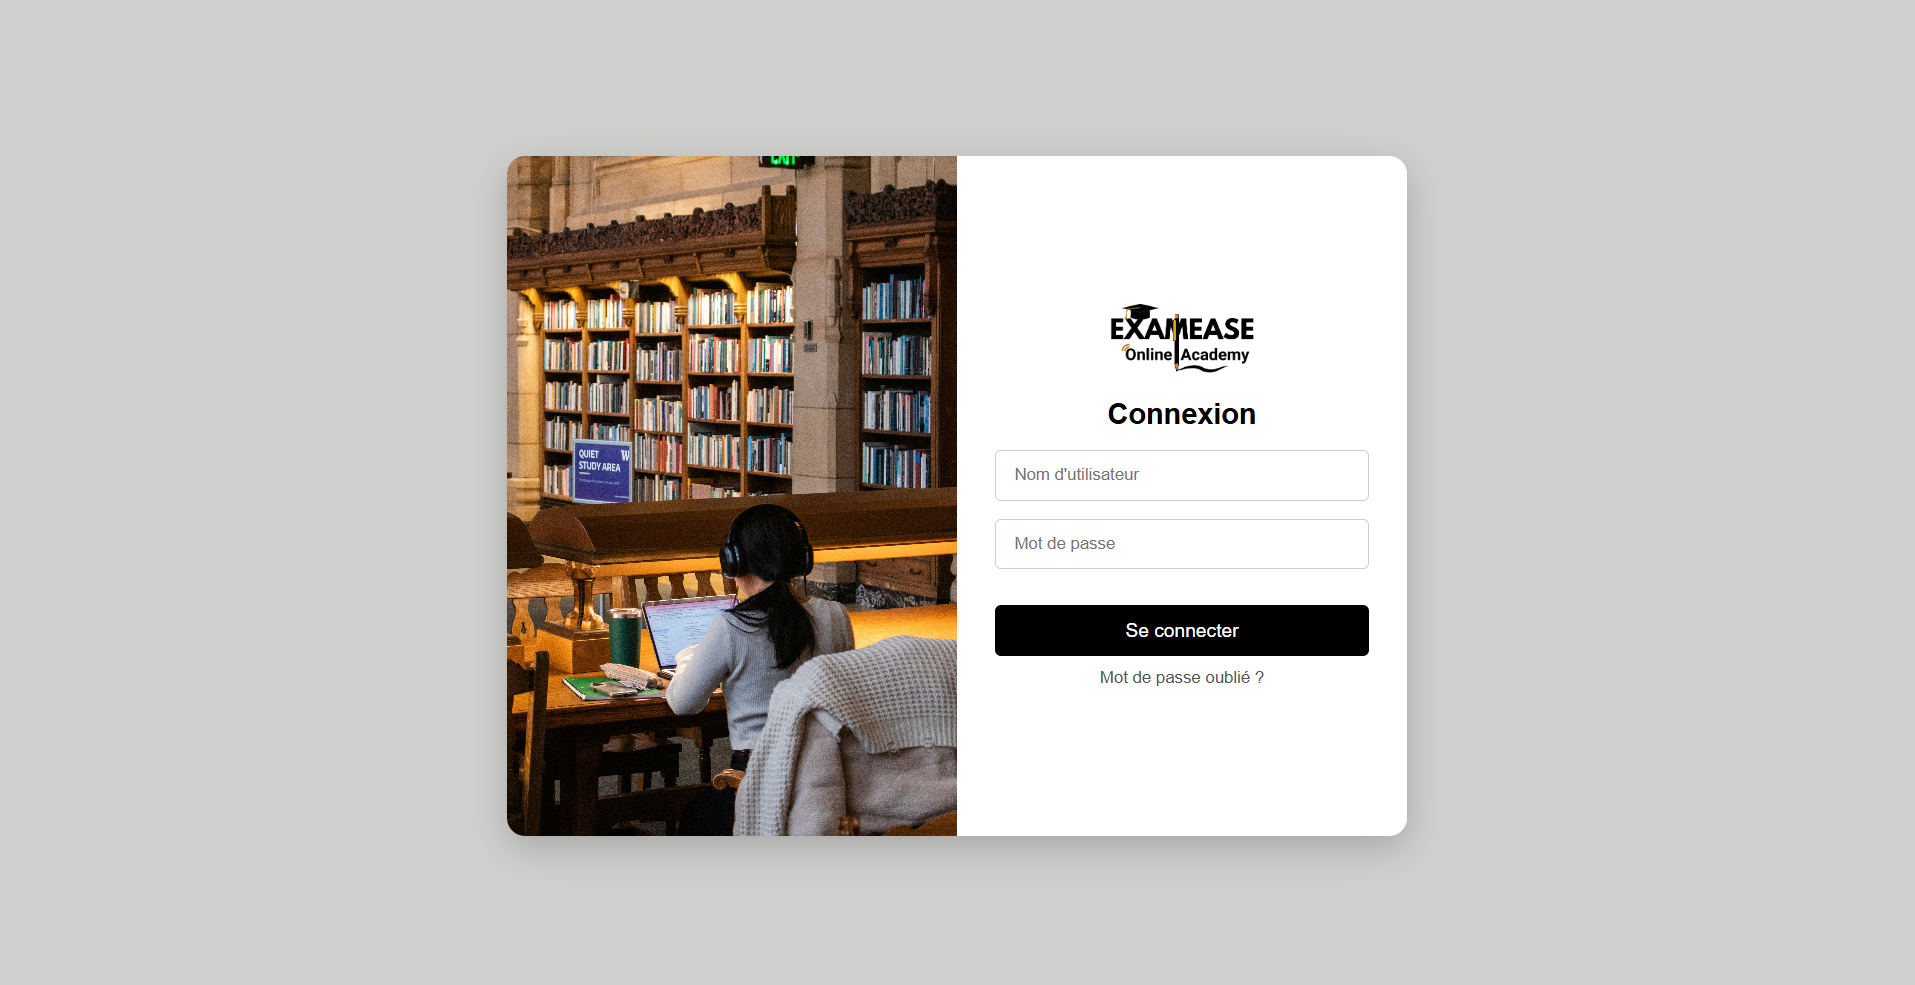 EXIT
QUIET W
STUDY AREA
EXAMEASE
Online Academy
Connexion
Nom d'utilisateur
Mot de passe
Se connecter
Mot de passe oublié ?